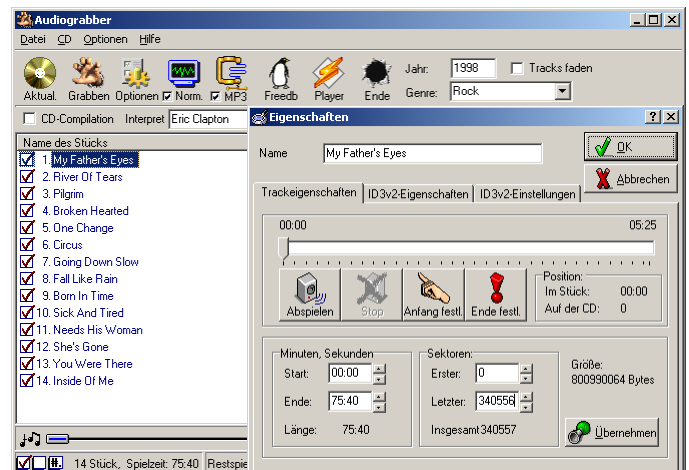 Audiograbber
Datei CD Optionen Hilfe
Aktual. Grabben Optionen Norm. MP3 Freedb Player Ende
Jahr: 1998 Tracks faden
Genre: Rock
CD-Compilation Interpret Eric Clapton
Name des Stücks
1. My Father's Eyes
2. River Of Tears
3. Pilgrim
4. Broken Hearted
5. One Change
6. Circus
7. Going Down Slow
8. Fall Like Rain
9. Born In Time
10. Sick And Tired
11. Needs His Woman
12. She's Gone
13. You Were There
14. Inside Of Me
#.
14 Stück, Spielzeit: 75:40 Restspie
Eigenschaften
Name My Father's Eyes
OK
Abbrechen
Trackeigenschaften ID3v2-Eigenschaften ID3v2-Einstellungen
00:00 05:25
Abspielen Stop Anfang festl. Ende festl.
Position:
Im Stück: 00:00
Auf der CD: 0
Minuten, Sekunden
Start: 00:00
Ende: 75:40
Länge: 75:40
Sektoren:
Erster: 0
Letzter: 340556
Insgesamt 340557
Größe:
800990064 Bytes
Übernehmen